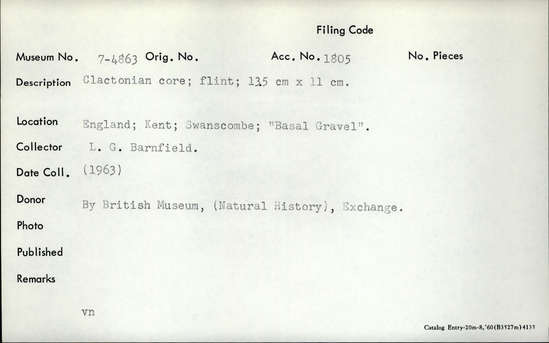 Filing Code
Museum No. 7-4863 Orig. No. Acc. No. 1805 No. Pieces
Description Clactonian core; flint; 13.5 cm x 11 cm.
Location England; Kent; Swanscombe; "Basal Gravel".
Collector L. G. Barnfield.
Date Coll. (1963)
Donor By British Museum, (Natural History), Exchange.
Photo
Published
Remarks
vn
Catalog Entry-20m-8,'60(B3527m)4133